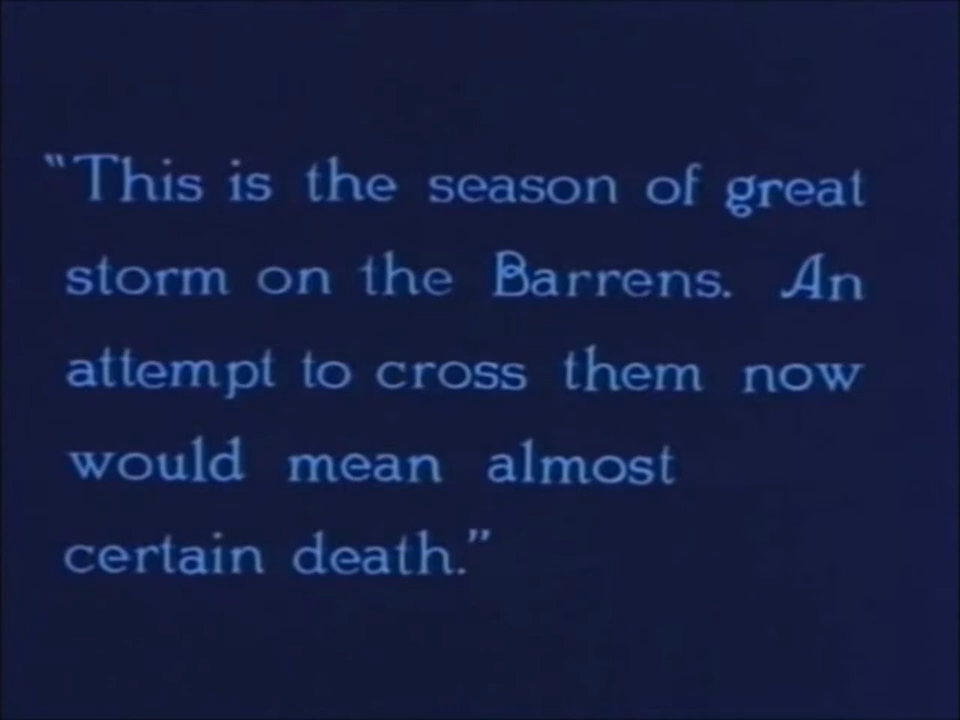 "This is the season of great
storm on the Barrens. An
attempt to cross them now
would mean almost
certain death."